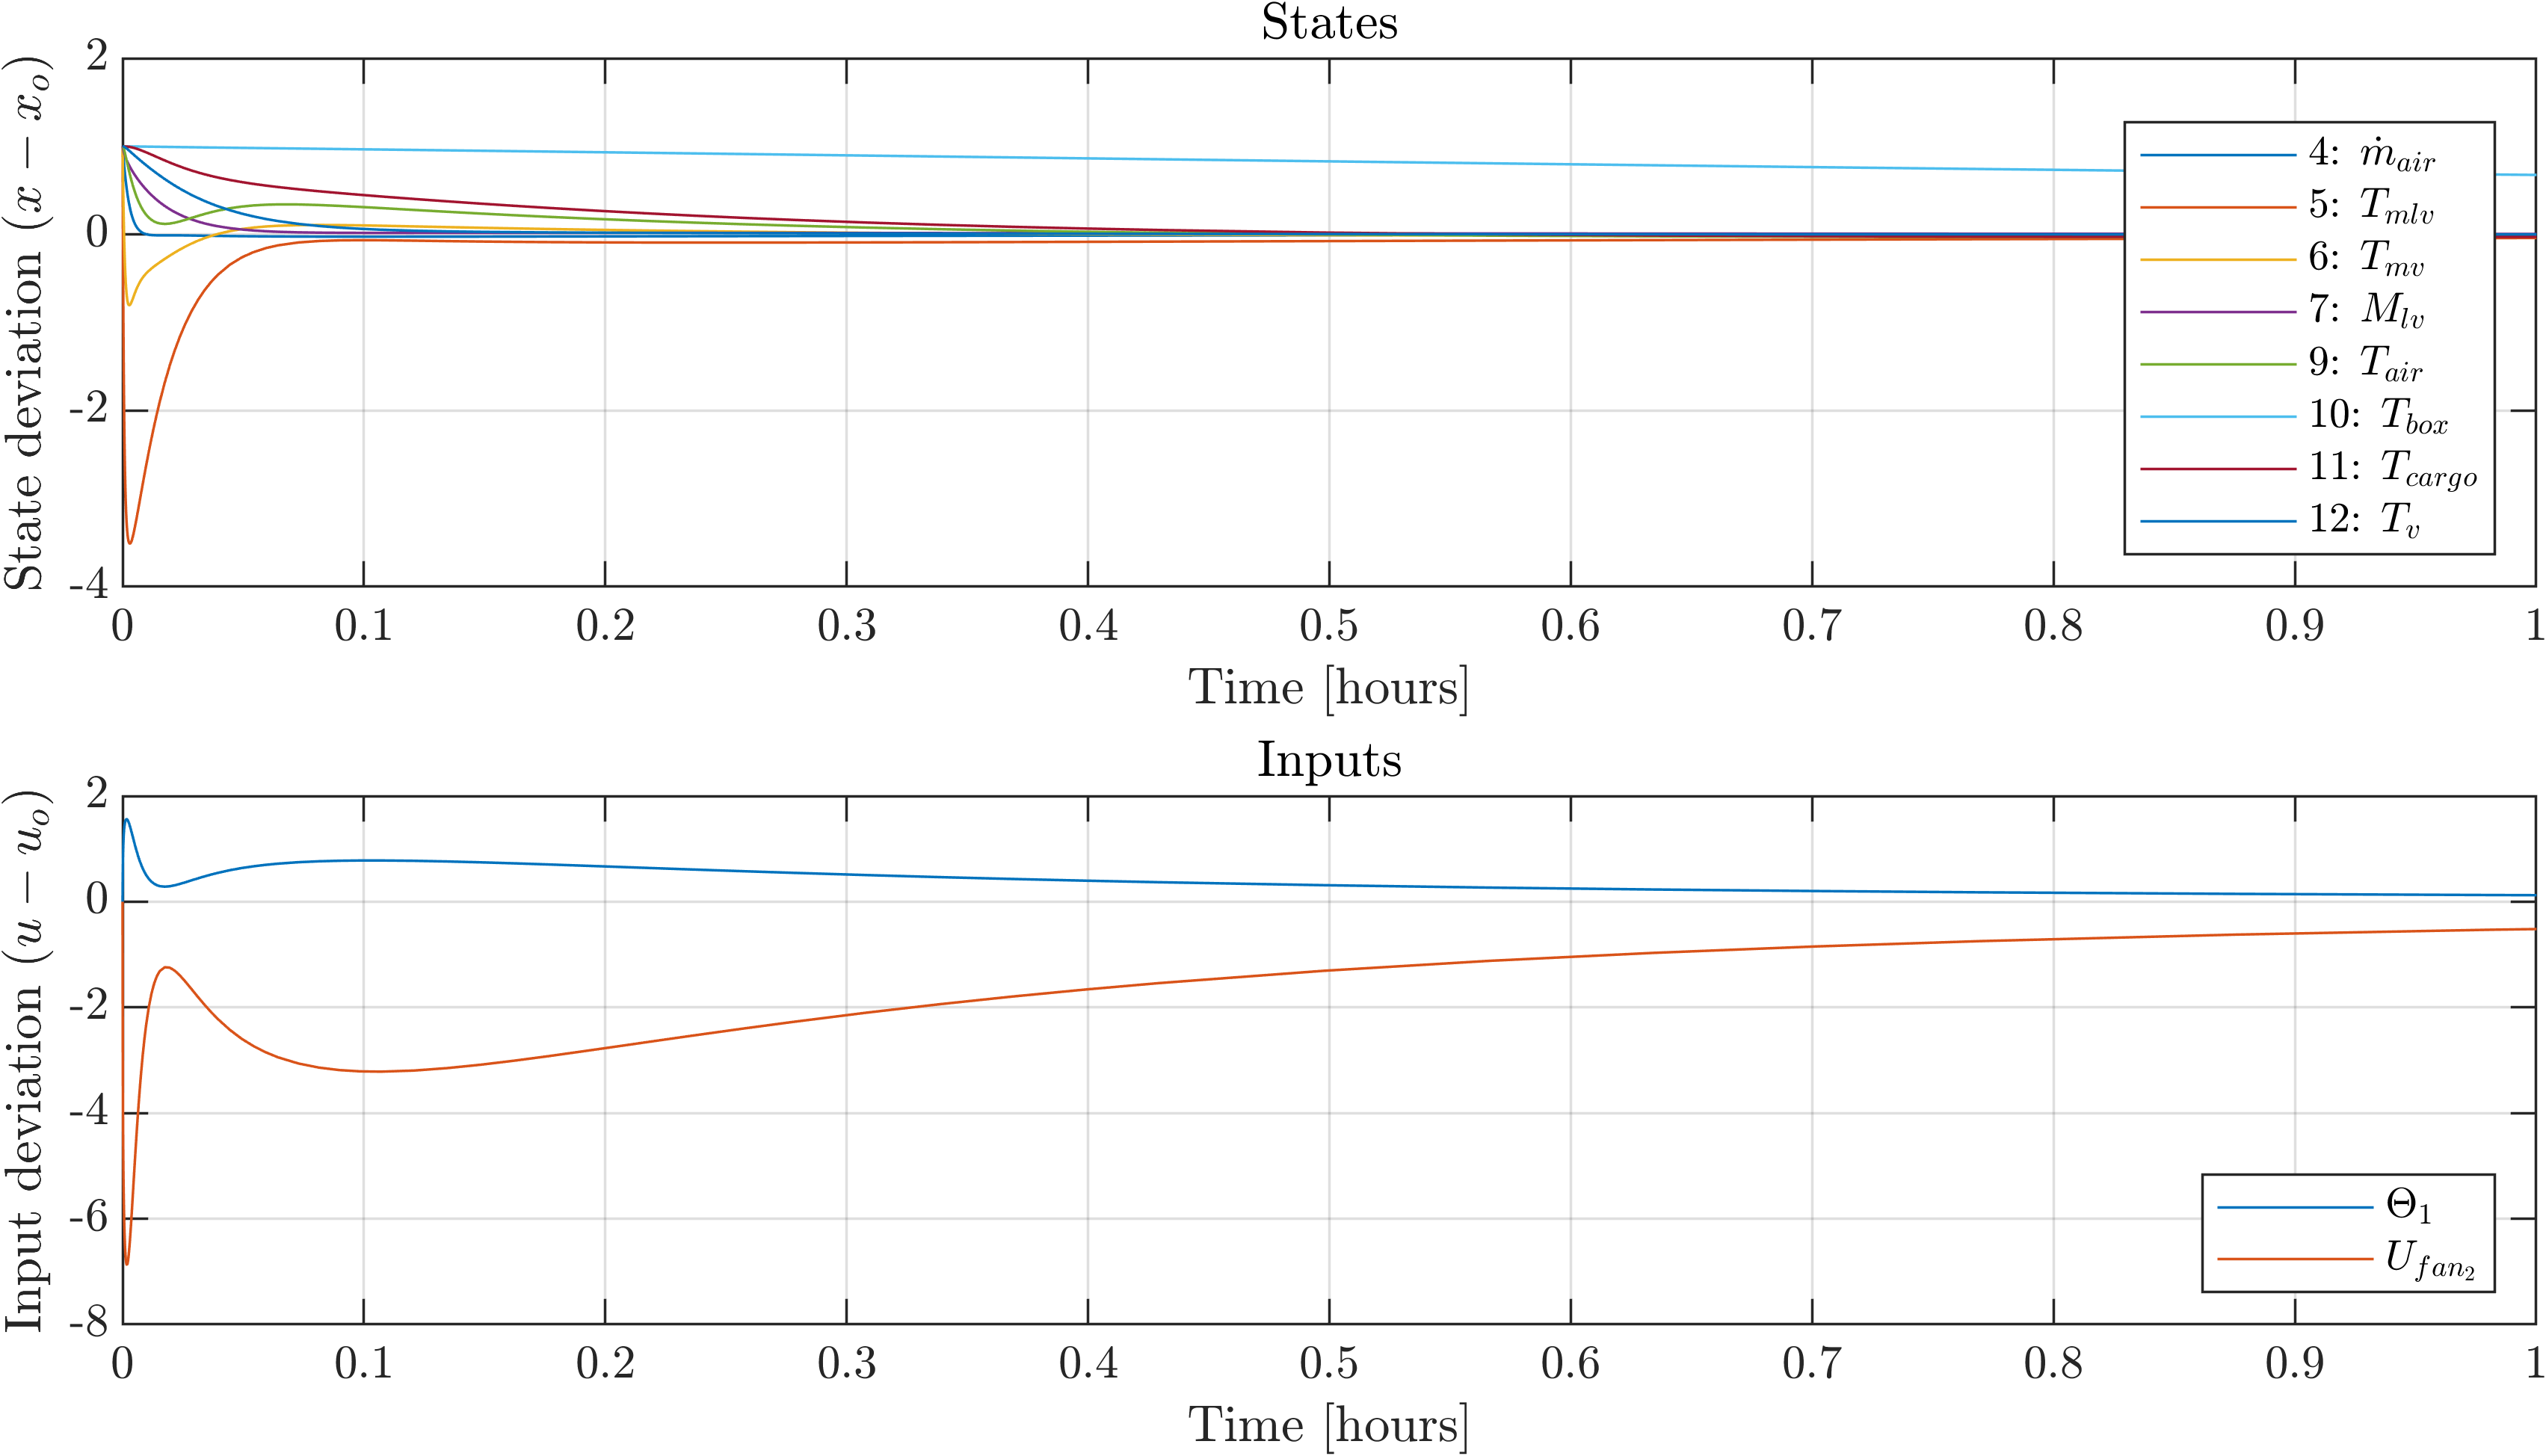 States
State deviation (x − x_o)
2
0
-2
-4
0 0.1 0.2 0.3 0.4 0.5 0.6 0.7 0.8 0.9 1
Time [hours]
4: ṁ_air
5: T_mlv
6: T_mv
7: M_lv
9: T_air
10: T_box
11: T_cargo
12: T_v
Inputs
Input deviation (u − u_o)
2
0
-2
-4
-6
-8
0 0.1 0.2 0.3 0.4 0.5 0.6 0.7 0.8 0.9 1
Time [hours]
Θ₁
U_fan₂